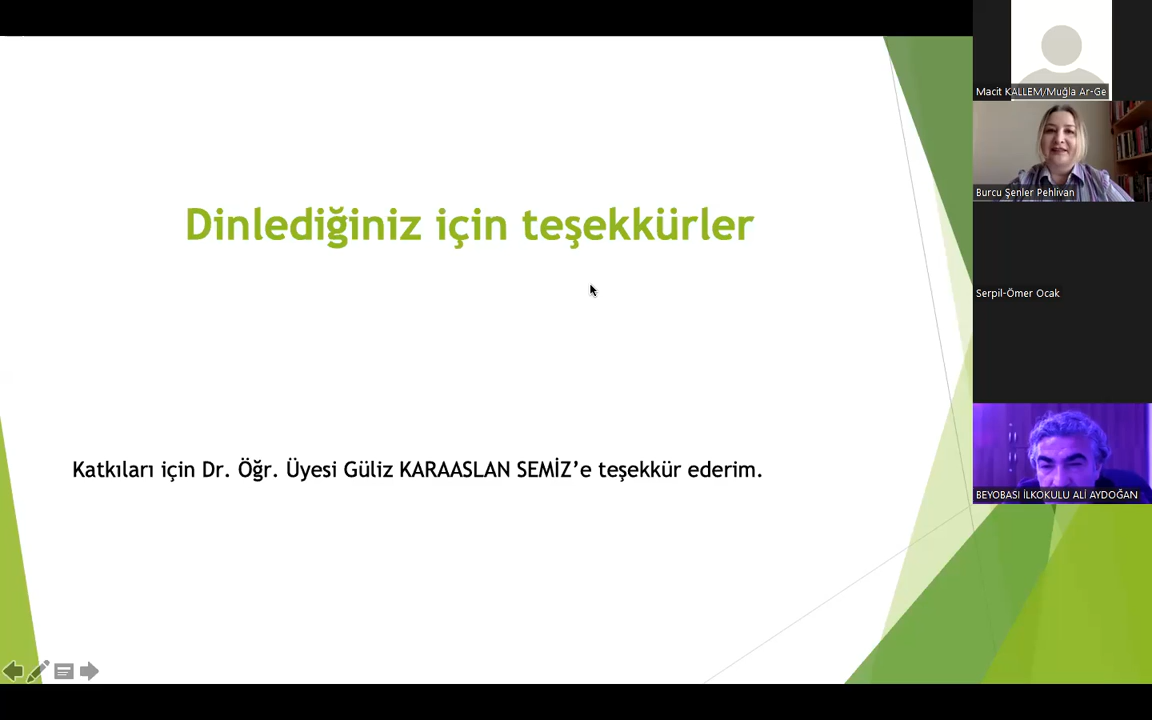 Dinlediğiniz için teşekkürler
Katkıları için Dr. Öğr. Üyesi Güliz KARAASLAN SEMİZ’e teşekkür ederim.
Macit KALLEM/Muğla Ar-Ge
Burcu Şenler Pehlivan
Serpil-Ömer Ocak
BEYOBASI İLKOKULU ALİ AYDOĞAN